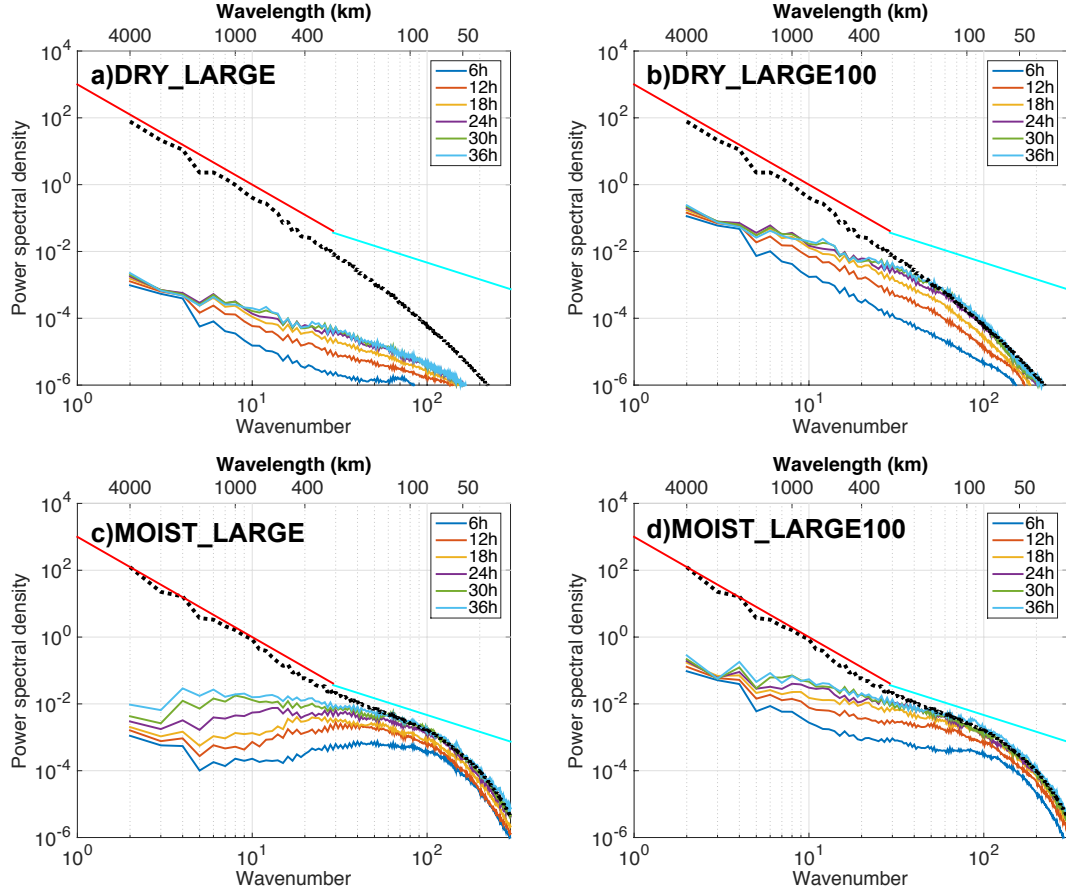 Wavelength (km)
4000 1000 400 100 50
10^4
10^2
10^0
10^-2
10^-4
10^-6
Power spectral density
a)DRY_LARGE
6h
12h
18h
24h
30h
36h
10^0 10^1 10^2
Wavenumber
Wavelength (km)
4000 1000 400 100 50
10^4
10^2
10^0
10^-2
10^-4
10^-6
Power spectral density
b)DRY_LARGE100
6h
12h
18h
24h
30h
36h
10^0 10^1 10^2
Wavenumber
Wavelength (km)
4000 1000 400 100 50
10^4
10^2
10^0
10^-2
10^-4
10^-6
Power spectral density
c)MOIST_LARGE
6h
12h
18h
24h
30h
36h
10^0 10^1 10^2
Wavenumber
Wavelength (km)
4000 1000 400 100 50
10^4
10^2
10^0
10^-2
10^-4
10^-6
Power spectral density
d)MOIST_LARGE100
6h
12h
18h
24h
30h
36h
10^0 10^1 10^2
Wavenumber